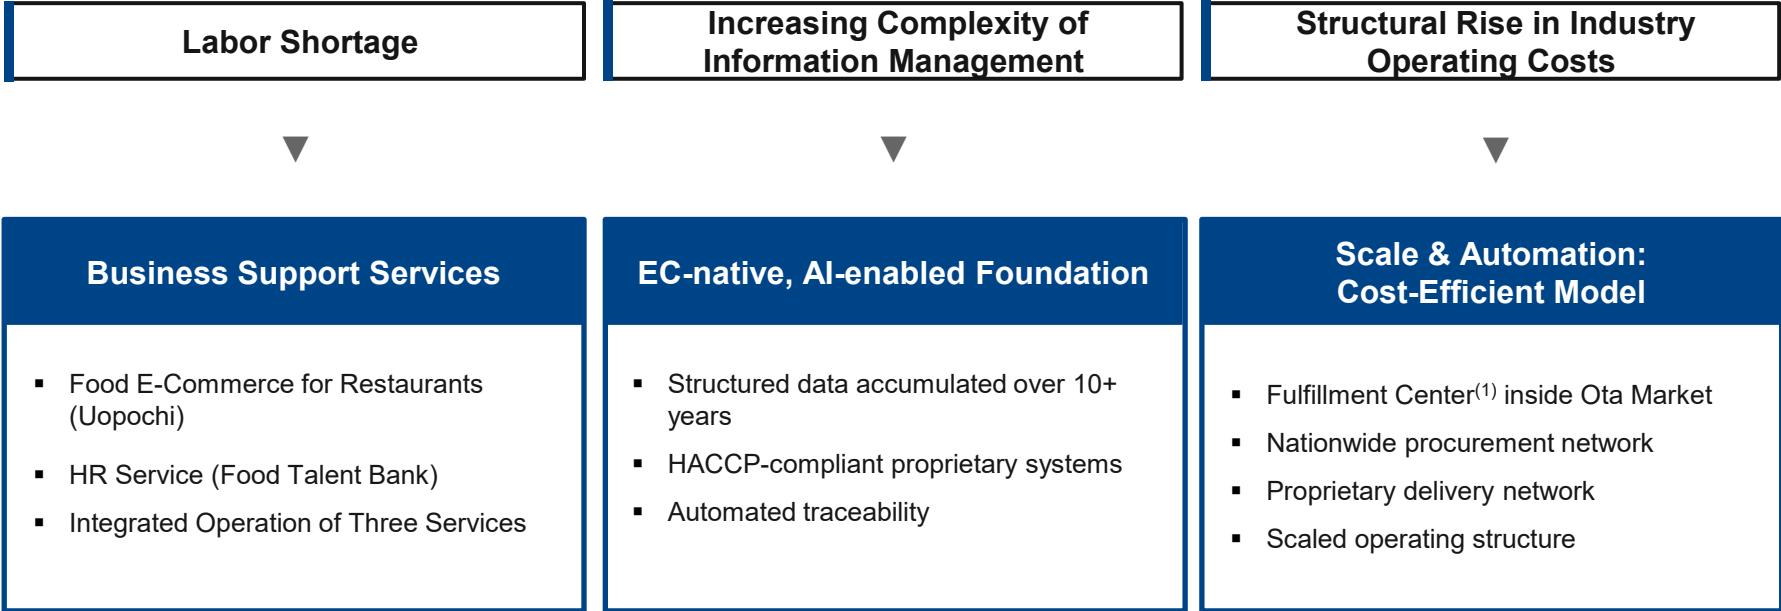 Labor Shortage
Increasing Complexity of
Information Management
Structural Rise in Industry
Operating Costs
Business Support Services
▪ Food E-Commerce for Restaurants
(Uopochi)
▪ HR Service (Food Talent Bank)
▪ Integrated Operation of Three Services
EC-native, AI-enabled Foundation
▪ Structured data accumulated over 10+
years
▪ HACCP-compliant proprietary systems
▪ Automated traceability
Scale & Automation:
Cost-Efficient Model
▪ Fulfillment Center(1) inside Ota Market
▪ Nationwide procurement network
▪ Proprietary delivery network
▪ Scaled operating structure